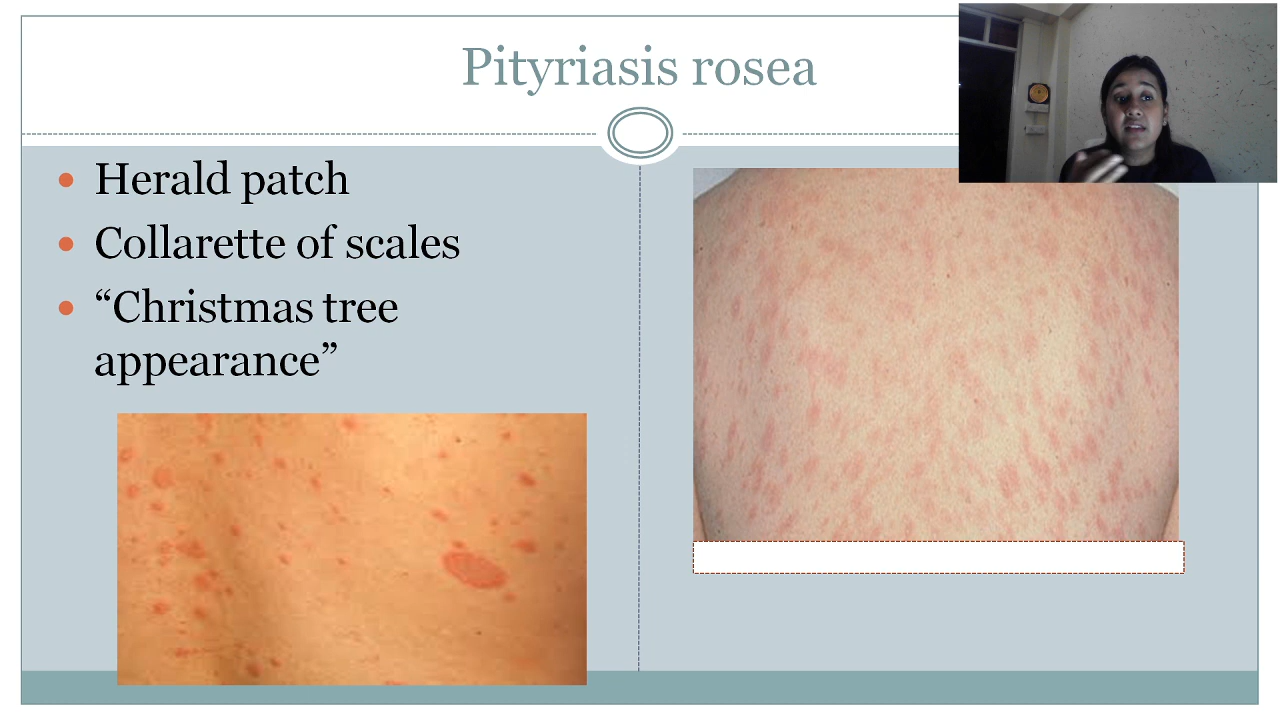 Pityriasis rosea
Herald patch
Collarette of scales
“Christmas tree
appearance”